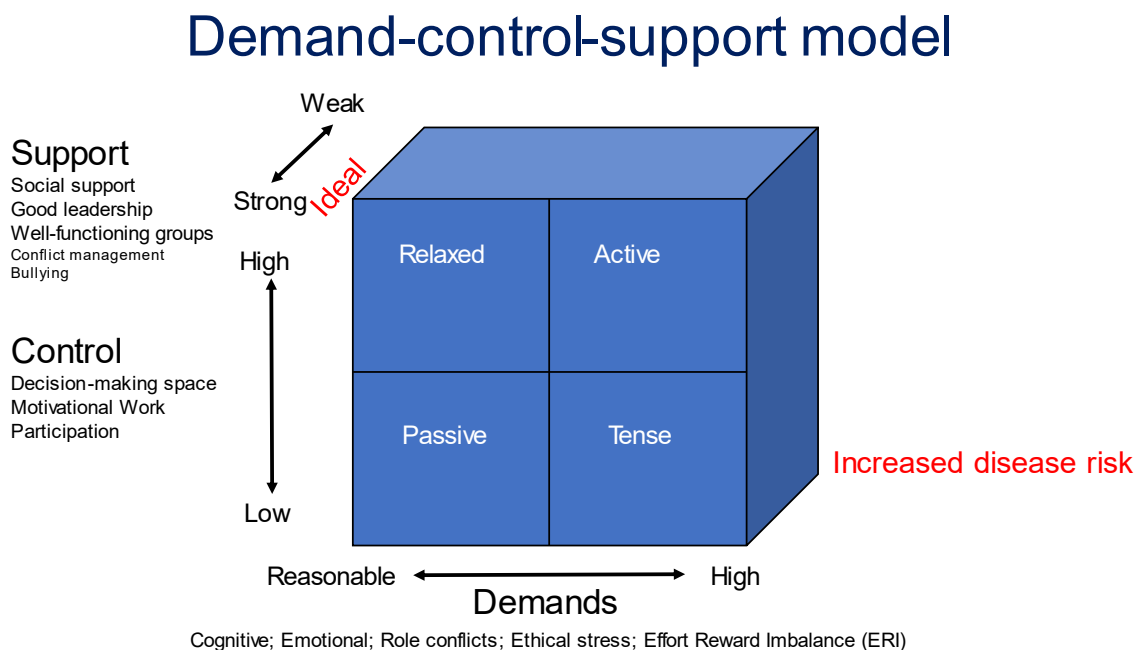 Demand-control-support model
Weak
Support
Social support
Good leadership
Well-functioning groups
Conflict management
Bullying
Strong
Ideal
High
Relaxed
Active
Control
Decision-making space
Motivational Work
Participation
Passive
Tense
Increased disease risk
Low
Reasonable
High
Demands
Cognitive; Emotional; Role conflicts; Ethical stress; Effort Reward Imbalance (ERI)